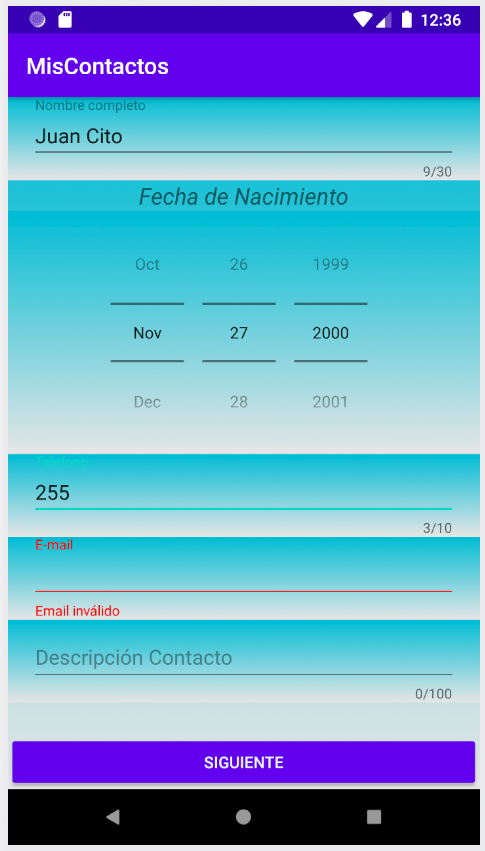 12:36
MisContactos
Nombre completo
Juan Cito
9/30
Fecha de Nacimiento
Oct 26 1999
Nov 27 2000
Dec 28 2001
Telefono
255
3/10
E-mail
Email inválido
Descripción Contacto
0/100
SIGUIENTE